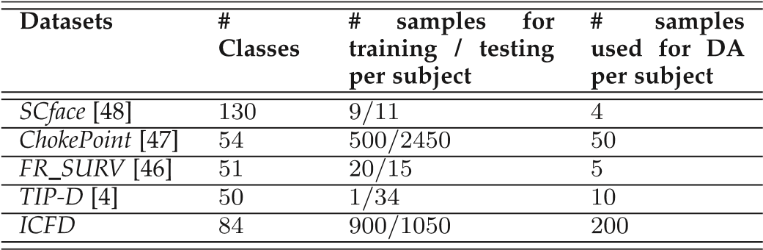 Datasets # Classes # samples for training / testing per subject # samples used for DA per subject
SCface [48] 130 9/11 4
ChokePoint [47] 54 500/2450 50
FR_SURV [46] 51 20/15 5
TIP-D [4] 50 1/34 10
ICFD 84 900/1050 200